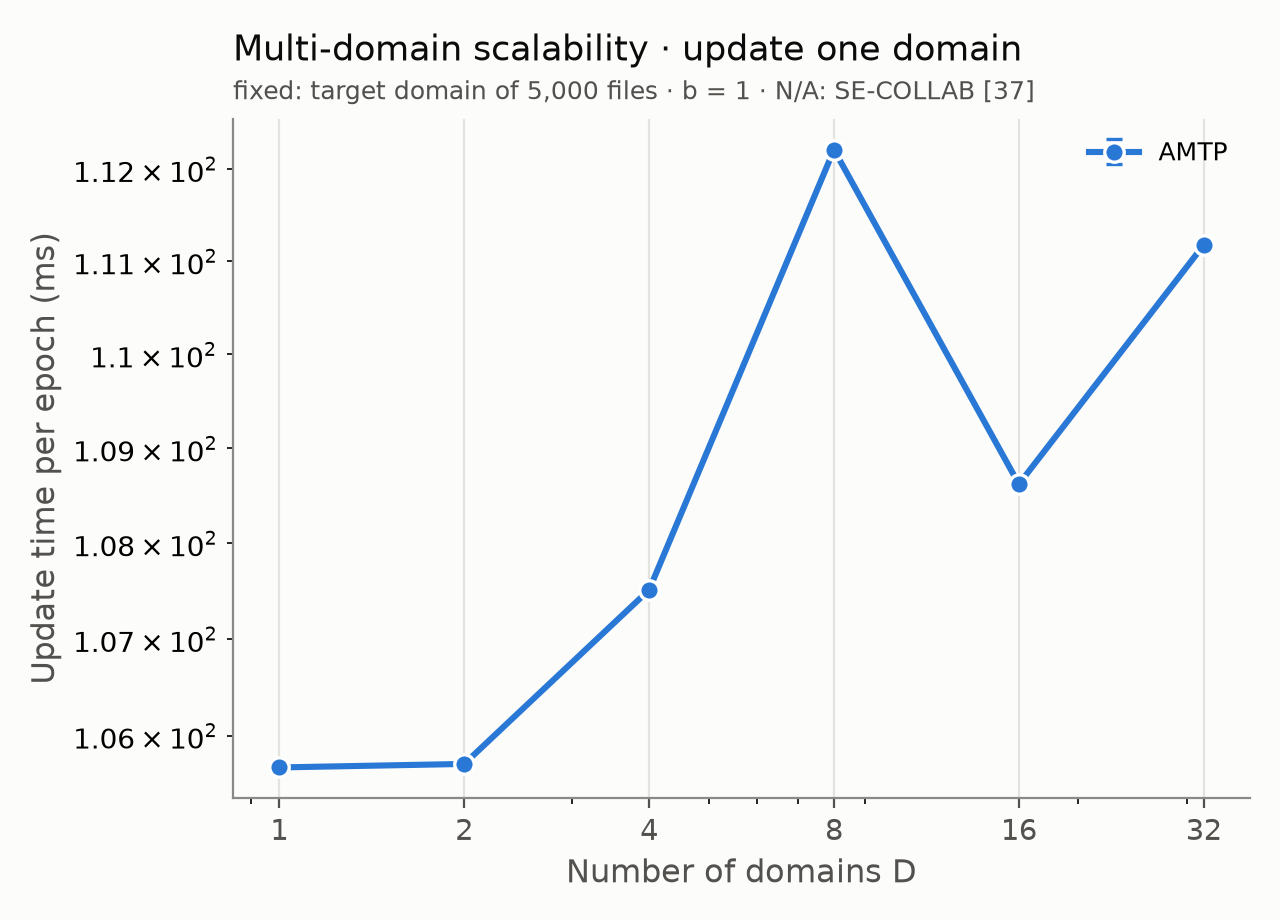 Multi-domain scalability · update one domain
fixed: target domain of 5,000 files · b = 1 · N/A: SE-COLLAB [37]
AMTP
Update time per epoch (ms)
1.12 × 10²
1.11 × 10²
1.1 × 10²
1.09 × 10²
1.08 × 10²
1.07 × 10²
1.06 × 10²
1 2 4 8 16 32
Number of domains D